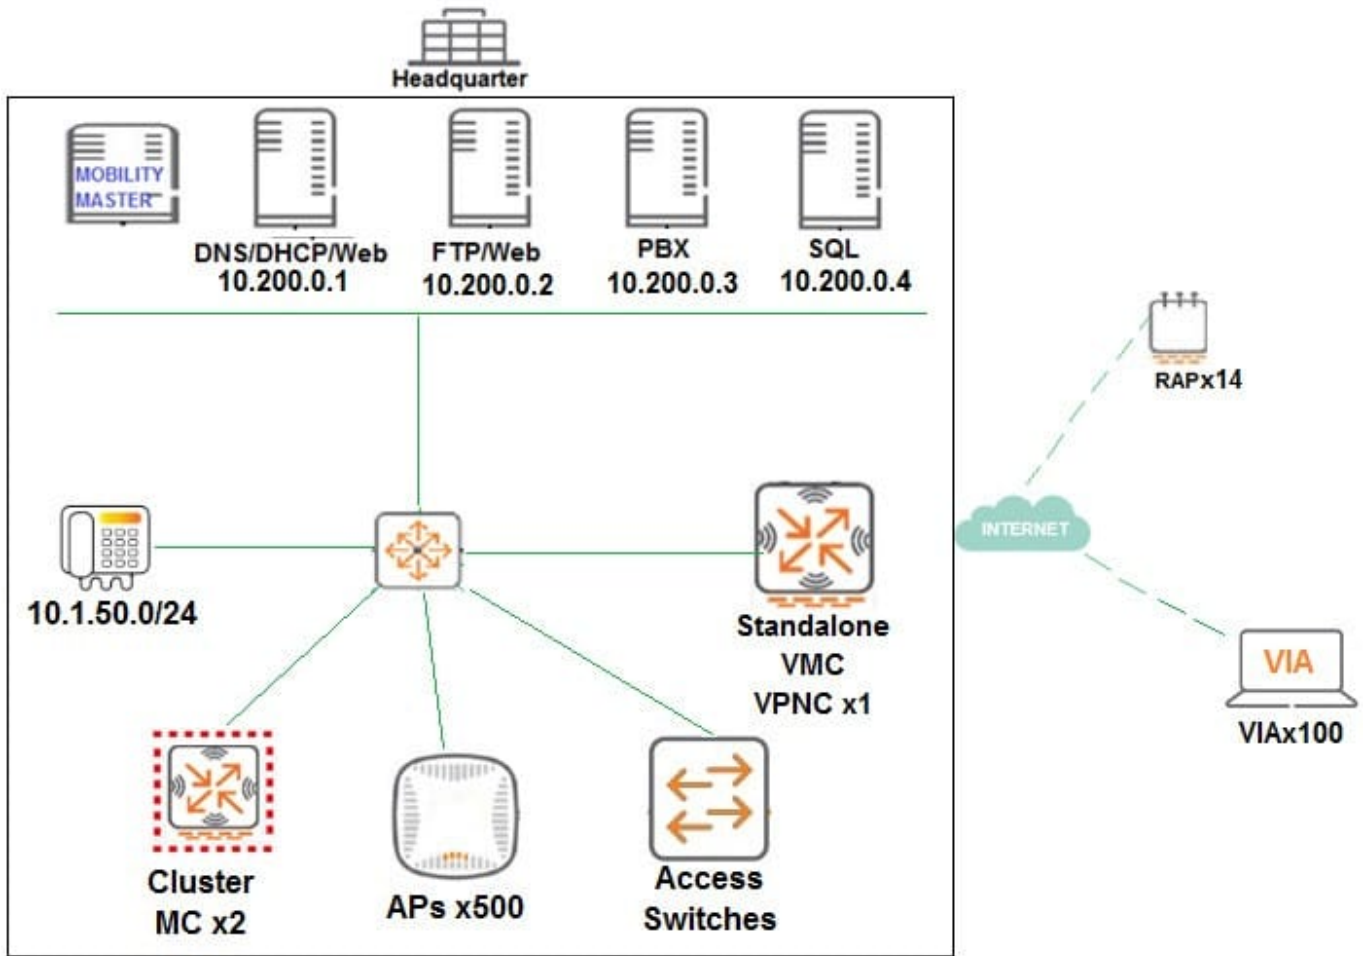 Headquarter
MOBILITY
MASTER
DNS/DHCP/Web
10.200.0.1
FTP/Web
10.200.0.2
PBX
10.200.0.3
SQL
10.200.0.4
RAPx14
INTERNET
10.1.50.0/24
Standalone
VMC
VPNC x1
VIA
VIAx100
Cluster
MC x2
APs x500
Access
Switches